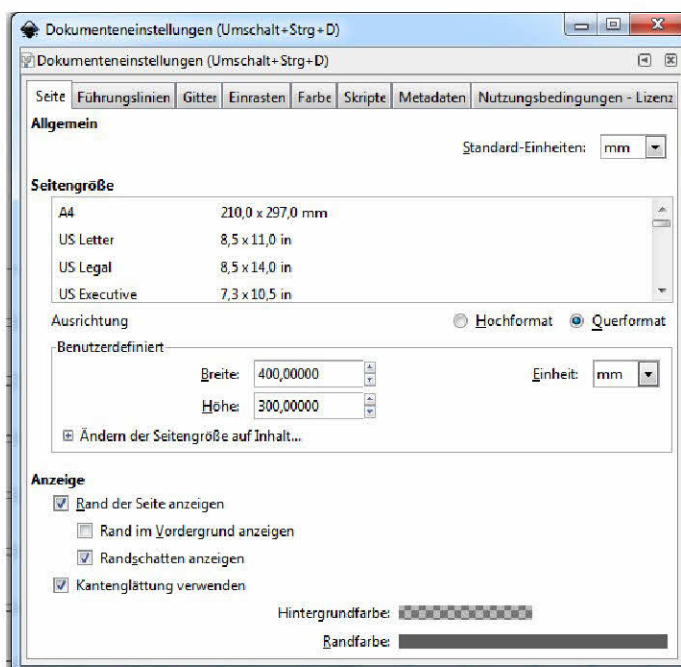 Dokumenteneinstellungen (Umschalt+Strg+D)
Dokumenteneinstellungen (Umschalt+Strg+D)
Seite Führungslinien Gitter Einrasten Farbe Skripte Metadaten Nutzungsbedingungen - Lizenz
Allgemein
Standard-Einheiten: mm
Seitengröße
A4 210,0 x 297,0 mm
US Letter 8,5 x 11,0 in
US Legal 8,5 x 14,0 in
US Executive 7,3 x 10,5 in
Ausrichtung Hochformat Querformat
Benutzerdefiniert
Breite: 400,00000 Einheit: mm
Höhe: 300,00000
Ändern der Seitengröße auf Inhalt...
Anzeige
Rand der Seite anzeigen
Rand im Vordergrund anzeigen
Randschatten anzeigen
Kantenglättung verwenden
Hintergrundfarbe:
Randfarbe: